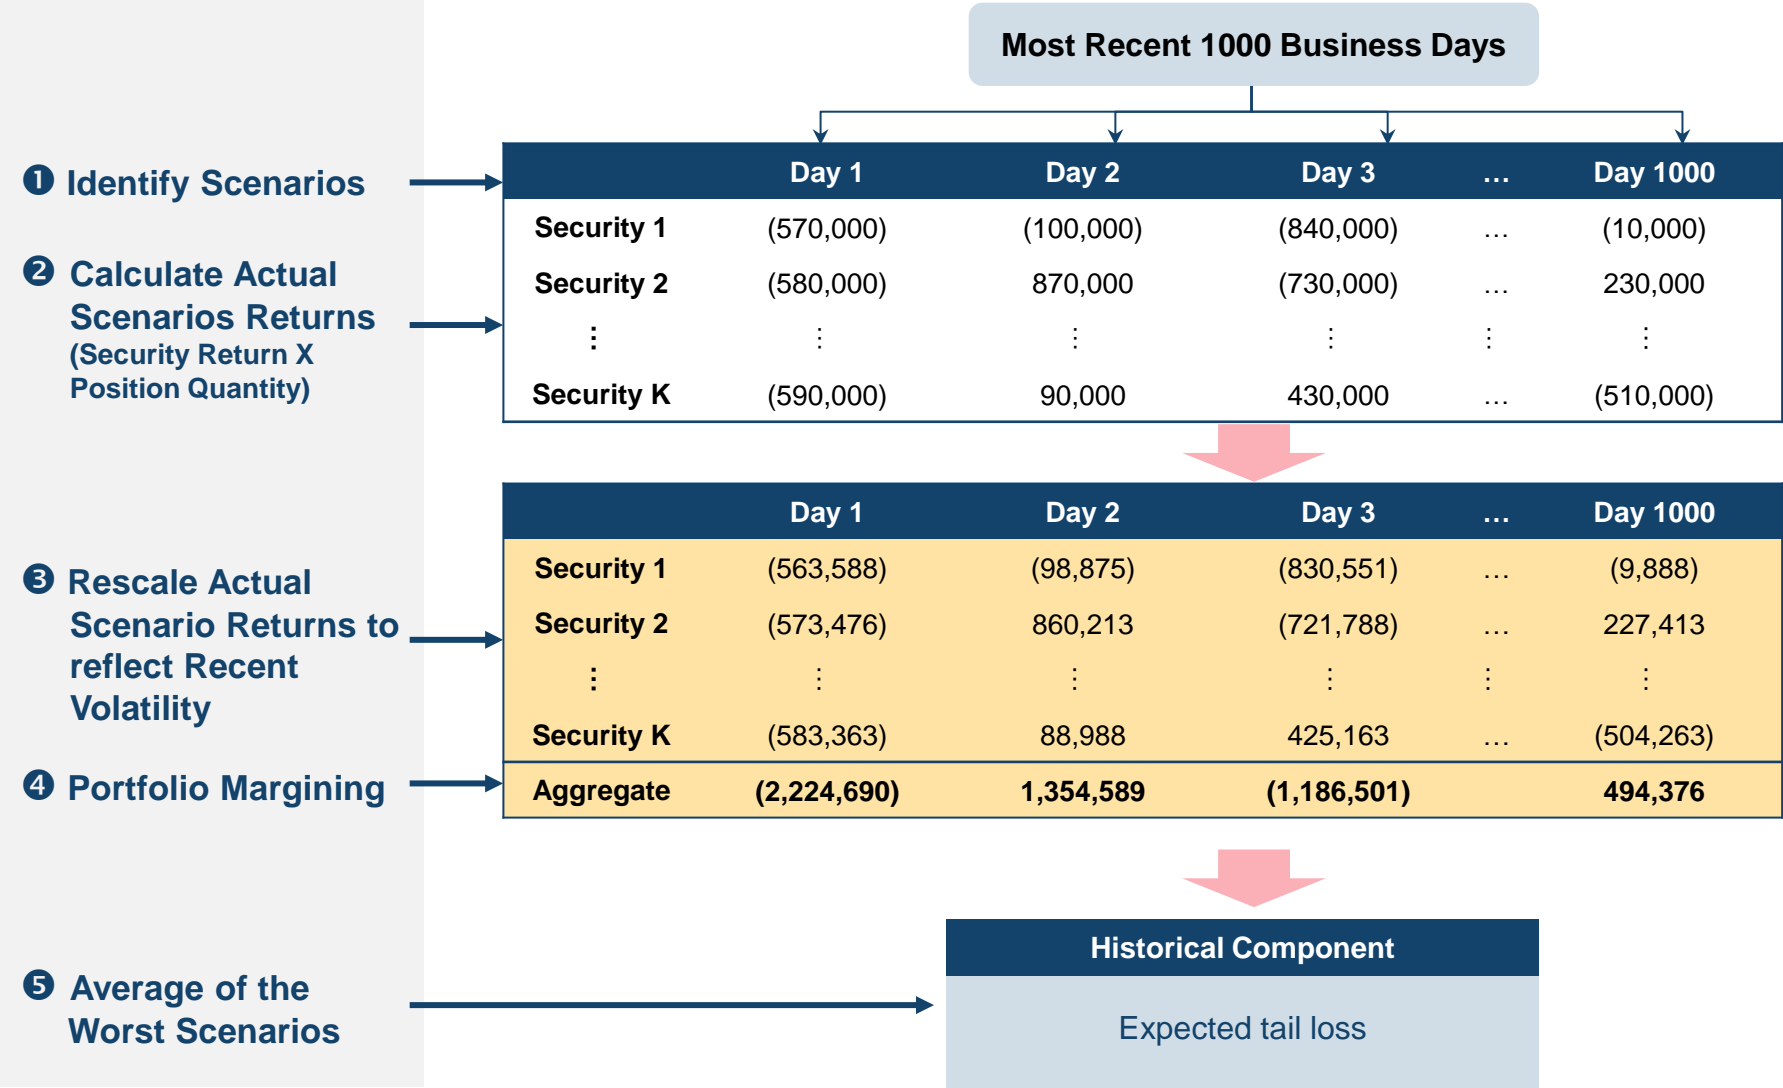 Most Recent 1000 Business Days
❶ Identify Scenarios
Day 1 Day 2 Day 3 … Day 1000
Security 1 (570,000) (100,000) (840,000) … (10,000)
❷ Calculate Actual
Scenarios Returns
(Security Return X
Position Quantity)
Security 2 (580,000) 870,000 (730,000) … 230,000
⋮ ⋮ ⋮ ⋮ ⋮ ⋮
Security K (590,000) 90,000 430,000 … (510,000)
Day 1 Day 2 Day 3 … Day 1000
❸ Rescale Actual
Scenario Returns to
reflect Recent
Volatility
Security 1 (563,588) (98,875) (830,551) … (9,888)
Security 2 (573,476) 860,213 (721,788) … 227,413
⋮ ⋮ ⋮ ⋮ ⋮ ⋮
Security K (583,363) 88,988 425,163 … (504,263)
❹ Portfolio Margining
Aggregate (2,224,690) 1,354,589 (1,186,501) 494,376
❺ Average of the
Worst Scenarios
Historical Component
Expected tail loss